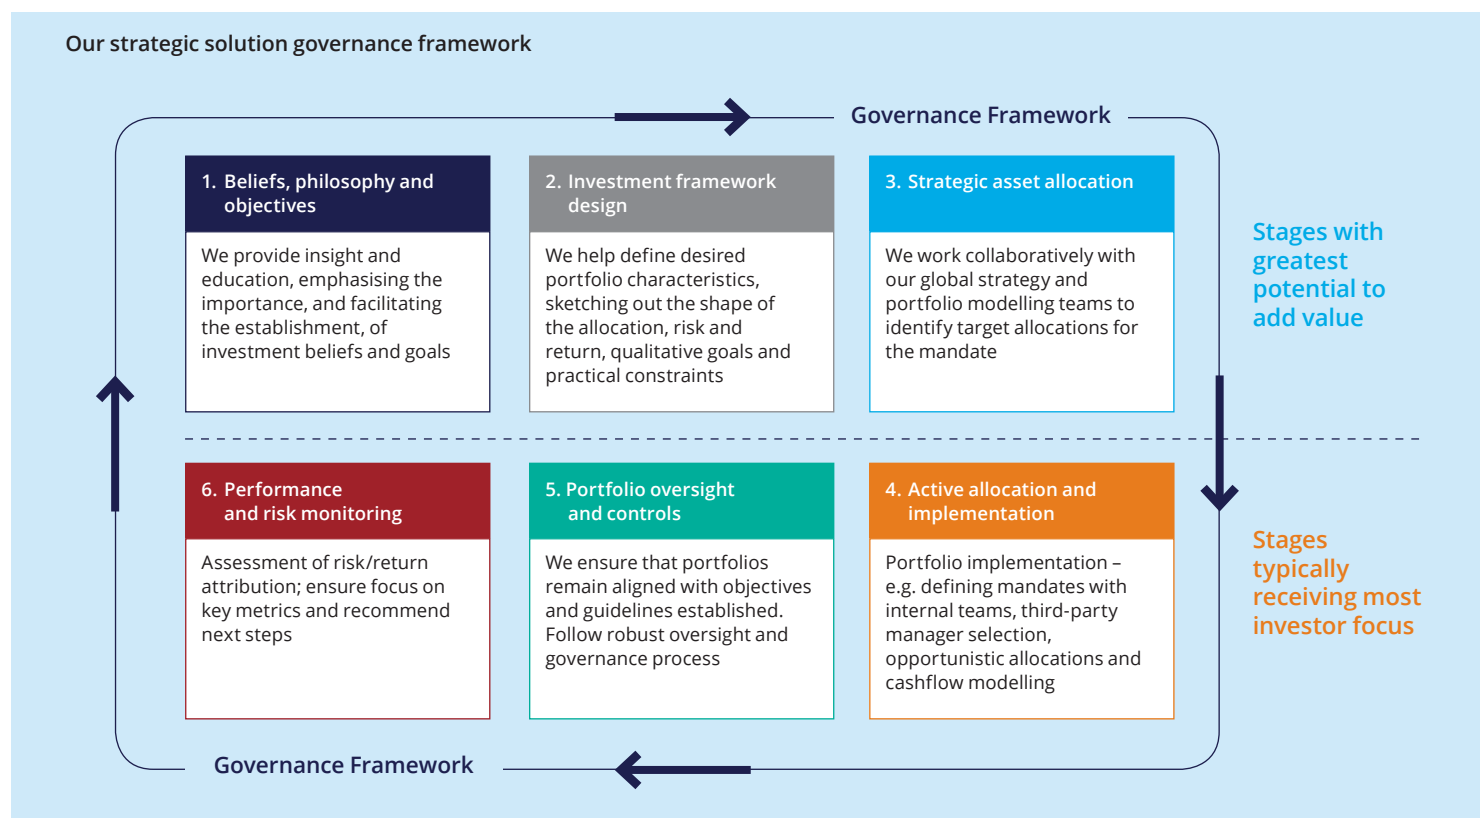 Our strategic solution governance framework
Governance Framework
1. Beliefs, philosophy and
objectives
We provide insight and
education, emphasising the
importance, and facilitating
the establishment, of
investment beliefs and goals
2. Investment framework
design
We help define desired
portfolio characteristics,
sketching out the shape of
the allocation, risk and
return, qualitative goals and
practical constraints
3. Strategic asset allocation
We work collaboratively with
our global strategy and
portfolio modelling teams to
identify target allocations for
the mandate
Stages with
greatest
potential to
add value
6. Performance
and risk monitoring
Assessment of risk/return
attribution; ensure focus on
key metrics and recommend
next steps
5. Portfolio oversight
and controls
We ensure that portfolios
remain aligned with objectives
and guidelines established.
Follow robust oversight and
governance process
4. Active allocation and
implementation
Portfolio implementation –
e.g. defining mandates with
internal teams, third-party
manager selection,
opportunistic allocations and
cashflow modelling
Stages
typically
receiving most
investor focus
Governance Framework